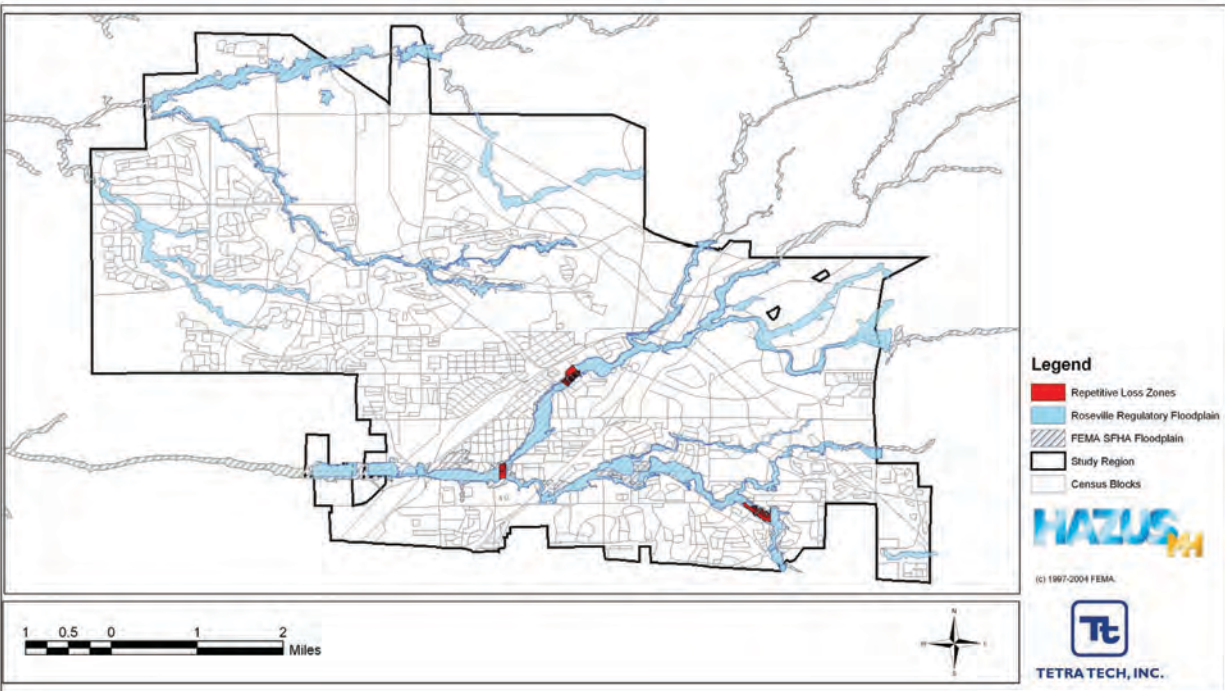 Legend
Repetitive Loss Zones
Roseville Regulatory Floodplain
FEMA SFHA Floodplain
Study Region
Census Blocks
HAZUS MH
(c) 1997-2004 FEMA.
Tt
TETRA TECH, INC.
1 0.5 0 1 2
Miles
N
S